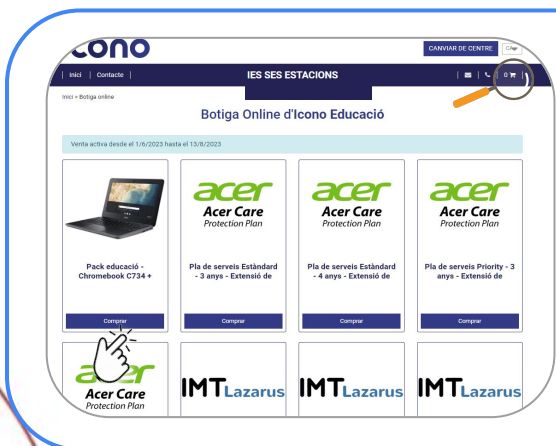 cono
CANVIAR DE CENTRE
CA
| Inici | Contacte |
IES SES ESTACIONS
0
Inici » Botiga online
Botiga Online d'Icono Educació
Venta activa desde el 1/6/2023 hasta el 13/8/2023
acer
acer
acer
Acer Care
Acer Care
Acer Care
Protection Plan
Protection Plan
Protection Plan
Pack educació -
Chromebook C734 +
Pla de serveis Estàndard
- 3 anys - Extensió de
Pla de serveis Estàndard
- 4 anys - Extensió de
Pla de serveis Priority - 3
anys - Extensió de
Comprar
Comprar
Comprar
Comprar
acer
Acer Care
Protection Plan
IMTLazarus
IMTLazarus
IMTLazarus